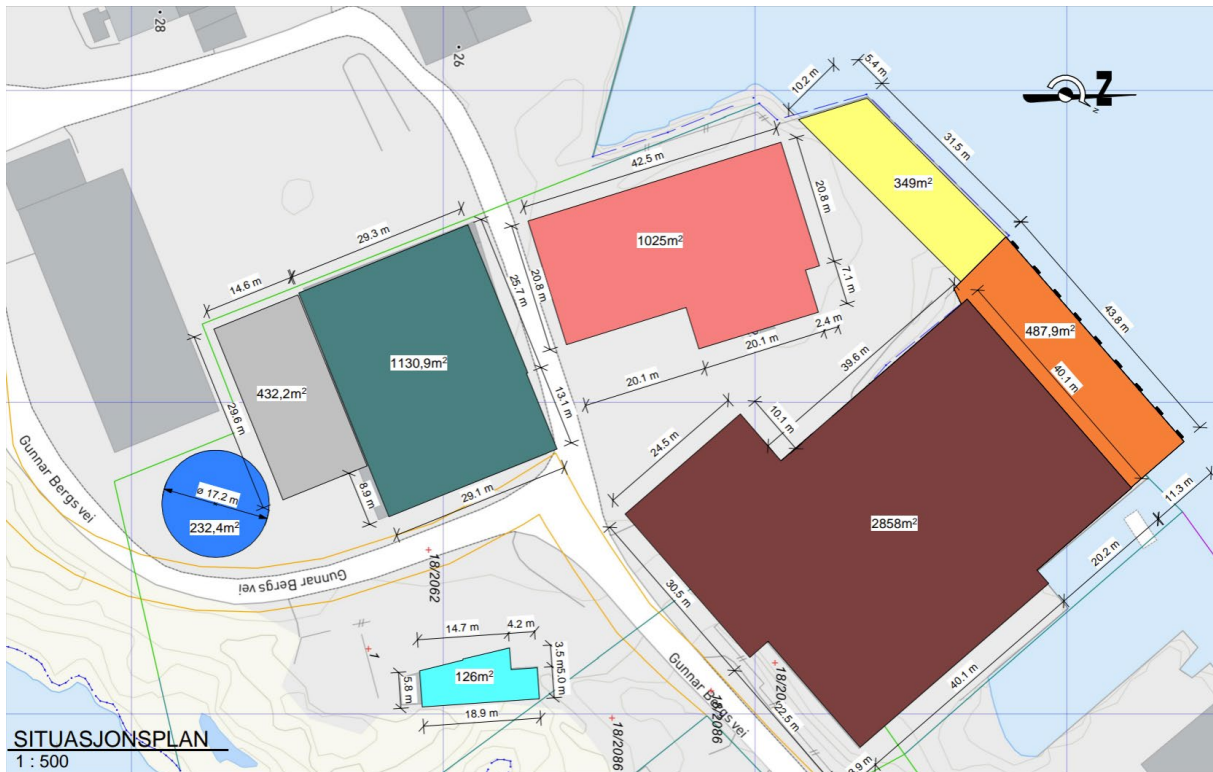 28
26
5.4 m
10.2 m
31.5 m
42.5 m
349m²
20.8 m
1025m²
29.3 m
14.6 m
25.7 m
20.8 m
7.1 m
2.4 m
20.1 m
20.1 m
39.6 m
43.8 m
487,9m²
40.1 m
1130,9m²
432,2m²
29.6 m
13.1 m
10.1 m
24.5 m
Gunnar Bergs vei
ø 17.2 m
232,4m²
8.9 m
29.1 m
2858m²
11.3 m
20.2 m
18/2062
Gunnar Bergs vei
30.5 m
14.7 m
4.2 m
3.5 m
5.0 m
1
5.8 m
126m²
18.9 m
Gunnar Bergs vei
40.1 m
18/2086
18/2086
SITUASJONSPLAN
1 : 500
N
Z